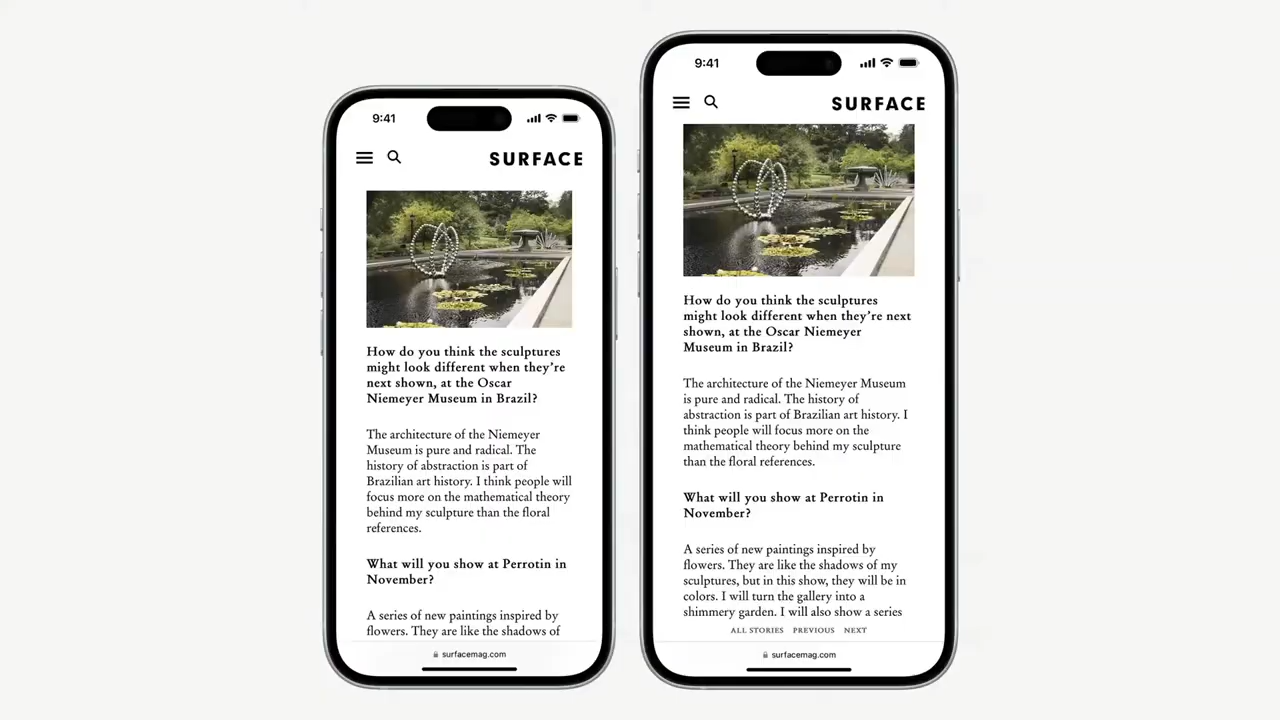 9:41
SURFACE
How do you think the sculptures
might look different when they’re
next shown, at the Oscar
Niemeyer Museum in Brazil?
The architecture of the Niemeyer
Museum is pure and radical. The
history of abstraction is part of
Brazilian art history. I think people will
focus more on the mathematical theory
behind my sculpture than the floral
references.
What will you show at Perrotin in
November?
A series of new paintings inspired by
flowers. They are like the shadows of
surfacemag.com
9:41
SURFACE
How do you think the sculptures
might look different when they’re next
shown, at the Oscar Niemeyer
Museum in Brazil?
The architecture of the Niemeyer Museum
is pure and radical. The history of
abstraction is part of Brazilian art history. I
think people will focus more on the
mathematical theory behind my sculpture
than the floral references.
What will you show at Perrotin in
November?
A series of new paintings inspired by
flowers. They are like the shadows of my
sculptures, but in this show, they will be in
colors. I will turn the gallery into a
shimmery garden. I will also show a series
ALL STORIES PREVIOUS NEXT
surfacemag.com